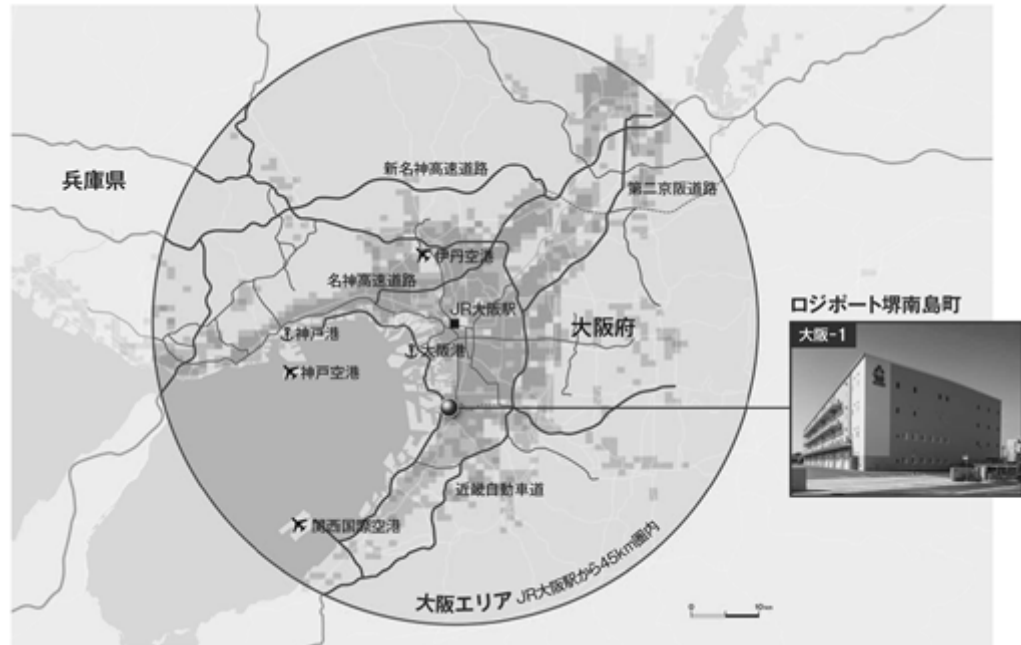 新名神高速道路
兵庫県
第二京阪道路
伊丹空港
名神高速道路
JR大阪駅
ロジポート堺南島町
大阪-1
大阪府
神戸港
大阪港
神戸空港
近畿自動車道
関西国際空港
大阪エリア JR大阪駅から45km圏内
0 10km